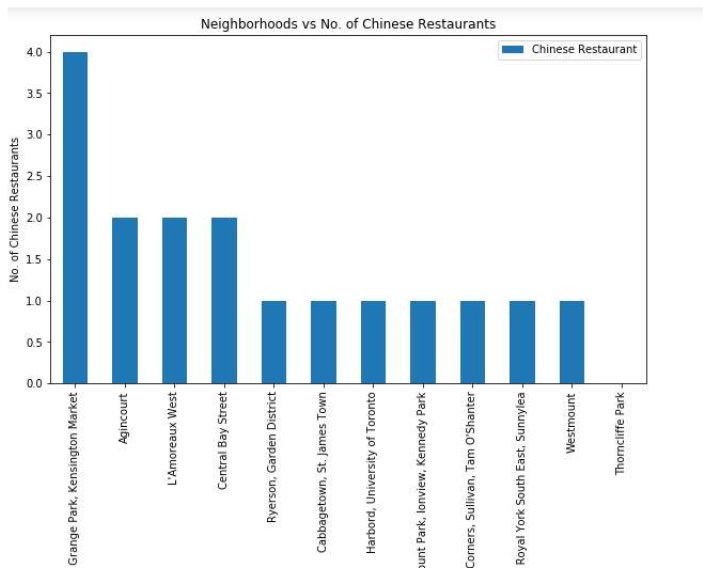 Neighborhoods vs No. of Chinese Restaurants
Chinese Restaurant
No. of Chinese Restaurants
4.0
3.5
3.0
2.5
2.0
1.5
1.0
0.5
0.0
Grange Park, Kensington Market
Agincourt
L'Amoreaux West
Central Bay Street
Ryerson, Garden District
Cabbagetown, St. James Town
Harbord, University of Toronto
Park, Ionview, Kennedy Park
Corners, Sullivan, Tam O'Shanter
Royal York South East, Sunnylea
Westmount
Thorncliffe Park